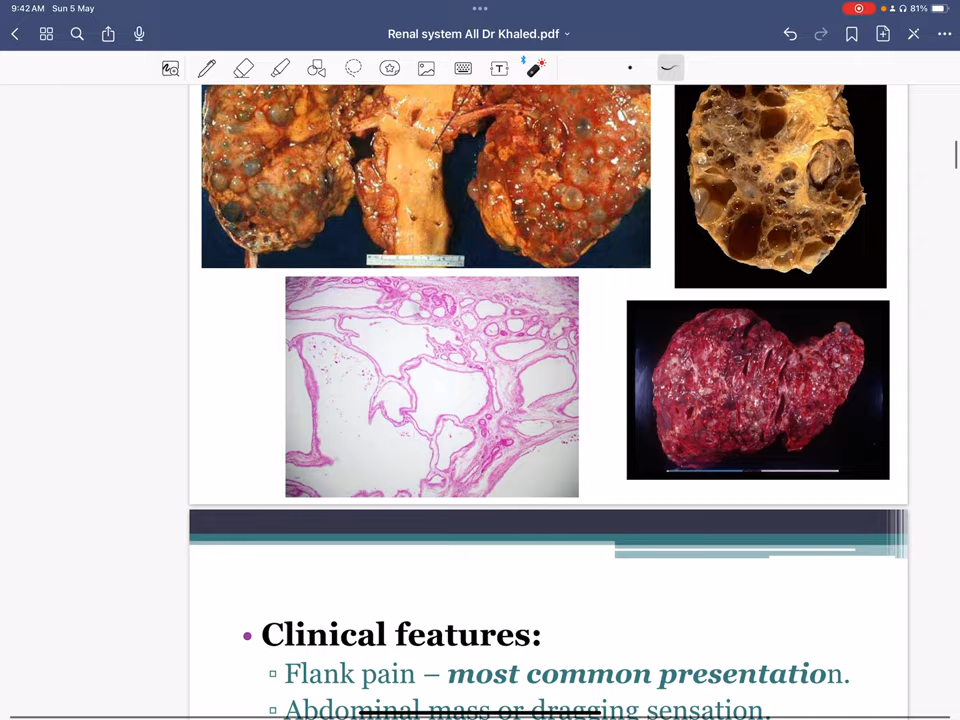 9:42 AM Sun 5 May
81%
Renal system All Dr Khaled.pdf
T
Clinical features:
Flank pain – most common presentation.
Abdominal mass or dragging sensation.